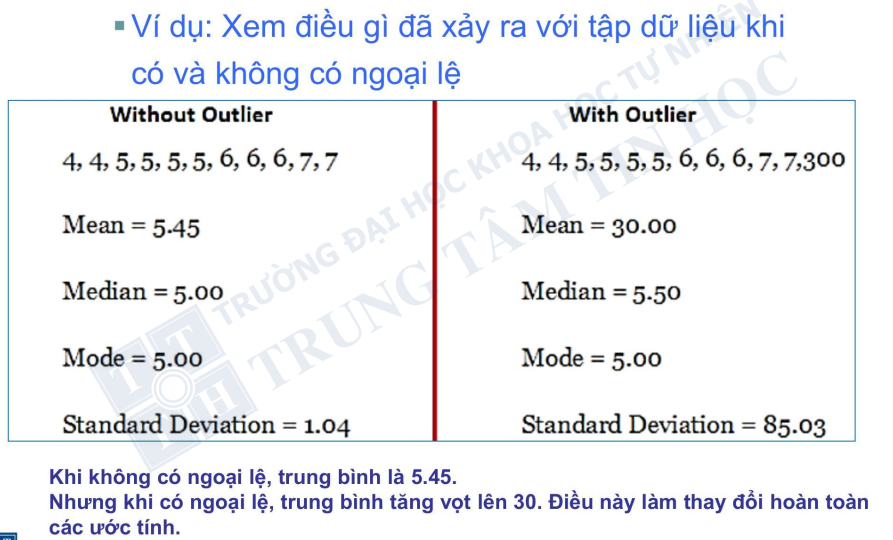 ▪ Ví dụ: Xem điều gì đã xảy ra với tập dữ liệu khi
có và không có ngoại lệ
Without Outlier
4, 4, 5, 5, 5, 5, 6, 6, 6, 7, 7
Mean = 5.45
Median = 5.00
Mode = 5.00
Standard Deviation = 1.04
With Outlier
4, 4, 5, 5, 5, 5, 6, 6, 6, 7, 7,300
Mean = 30.00
Median = 5.50
Mode = 5.00
Standard Deviation = 85.03
Khi không có ngoại lệ, trung bình là 5.45.
Nhưng khi có ngoại lệ, trung bình tăng vọt lên 30. Điều này làm thay đổi hoàn toàn
các ước tính.
TRƯỜNG ĐẠI HỌC KHOA HỌC TỰ NHIÊN
TRUNG TÂM TIN HỌC
T T
T H